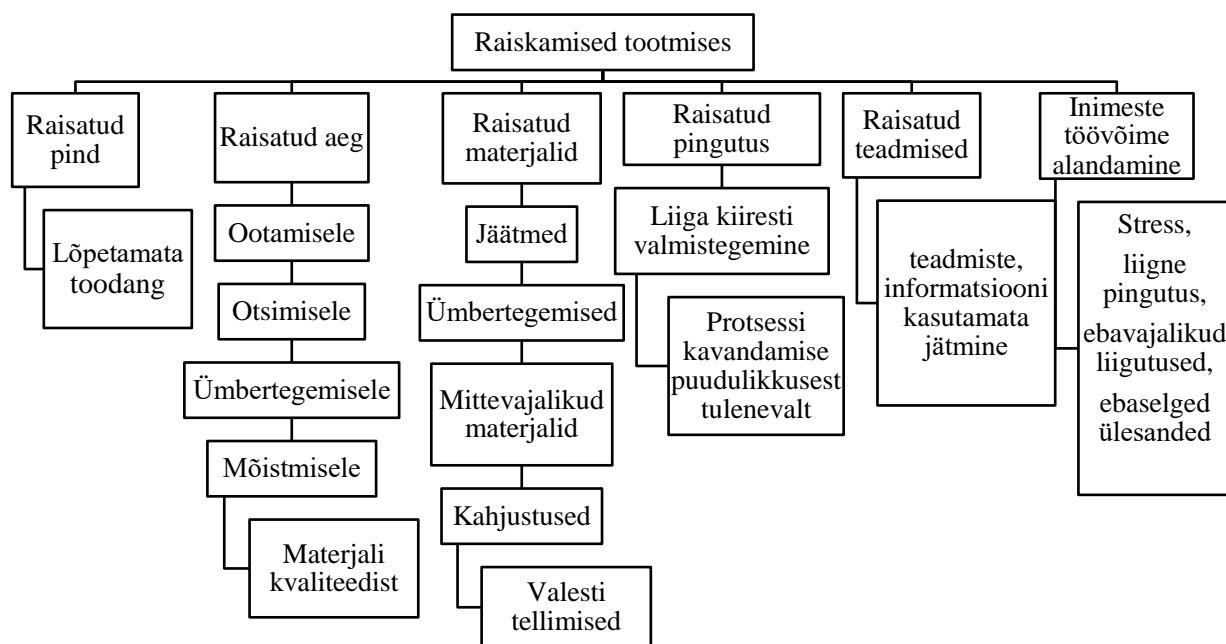 Raiskamised tootmises
Raisatud
pind
Lõpetamata
toodang
Raisatud aeg
Ootamisele
Otsimisele
Ümbertegemisele
Mõistmisele
Materjali
kvaliteedist
Raisatud
materjalid
Jäätmed
Ümbertegemised
Mittevajalikud
materjalid
Kahjustused
Valesti
tellimised
Raisatud
pingutus
Liiga kiiresti
valmistegemine
Protsessi
kavandamise
puudulikkusest
tulenevalt
Raisatud
teadmised
teadmiste,
informatsiooni
kasutamata
jätmine
Inimeste
töövõime
alandamine
Stress,
liigne
pingutus,
ebavajalikud
liigutused,
ebaselged
ülesanded